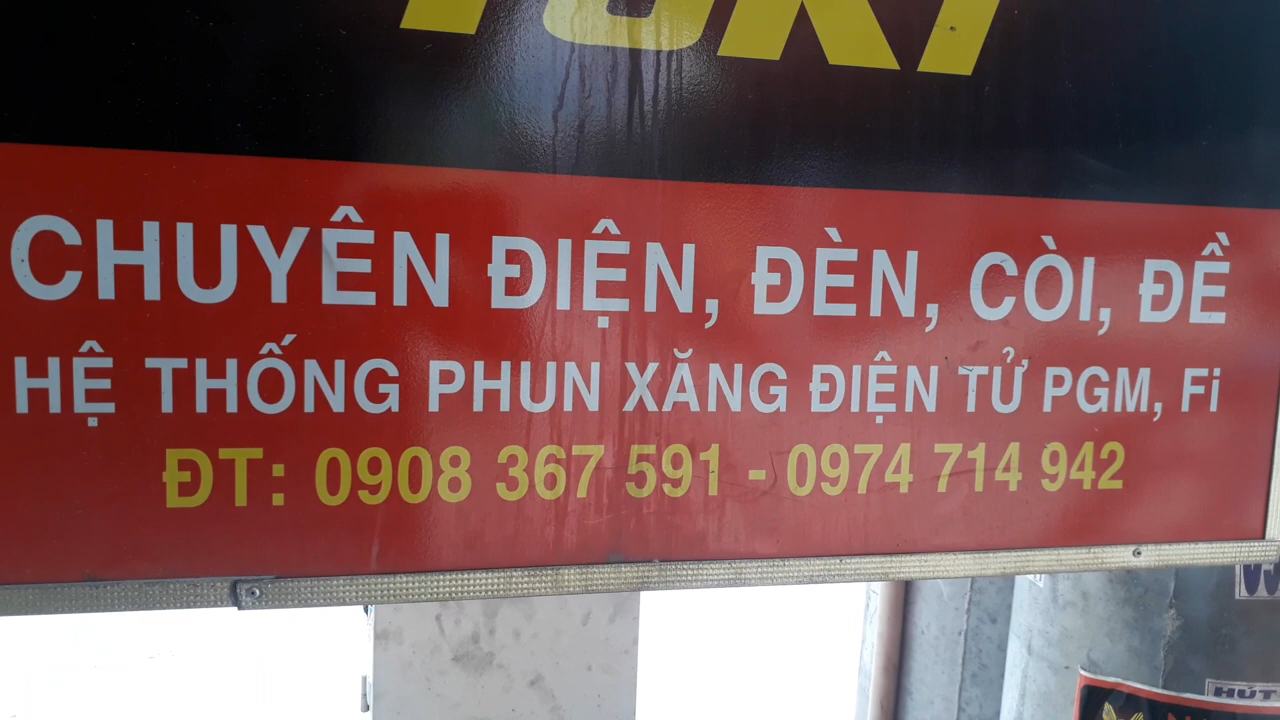 CHUYÊN ĐIỆN, ĐÈN, CÒI, ĐỀ
HỆ THỐNG PHUN XĂNG ĐIỆN TỬ PGM, Fi
ĐT: 0908 367 591 - 0974 714 942
HÚT